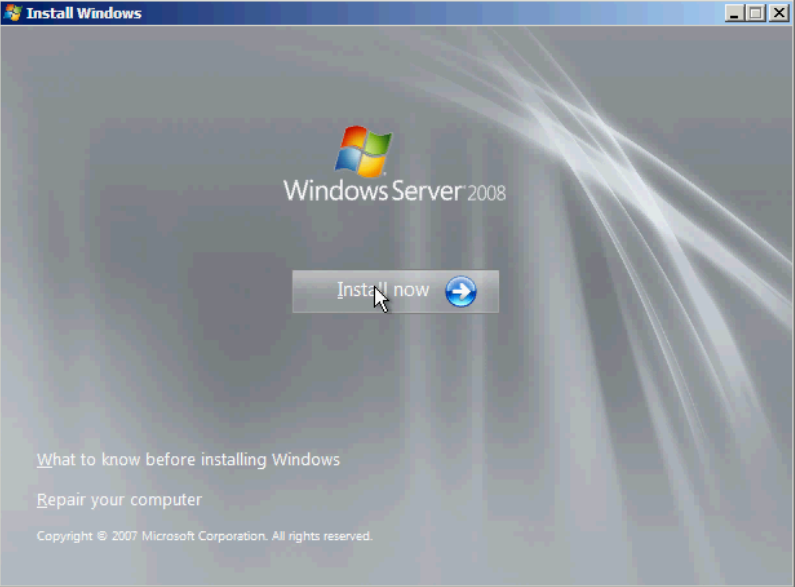 Install Windows
Windows Server 2008
Install now
What to know before installing Windows
Repair your computer
Copyright © 2007 Microsoft Corporation. All rights reserved.